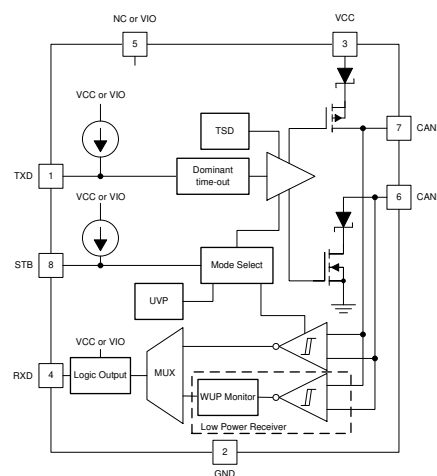 NC or VIO
VCC
5
3
VCC or VIO
TSD
7
CAN
TXD
1
Dominant
time-out
6
CAN
VCC or VIO
STB
8
Mode Select
UVP
VCC or VIO
RXD
4
Logic Output
MUX
WUP Monitor
Low Power Receiver
2
GND